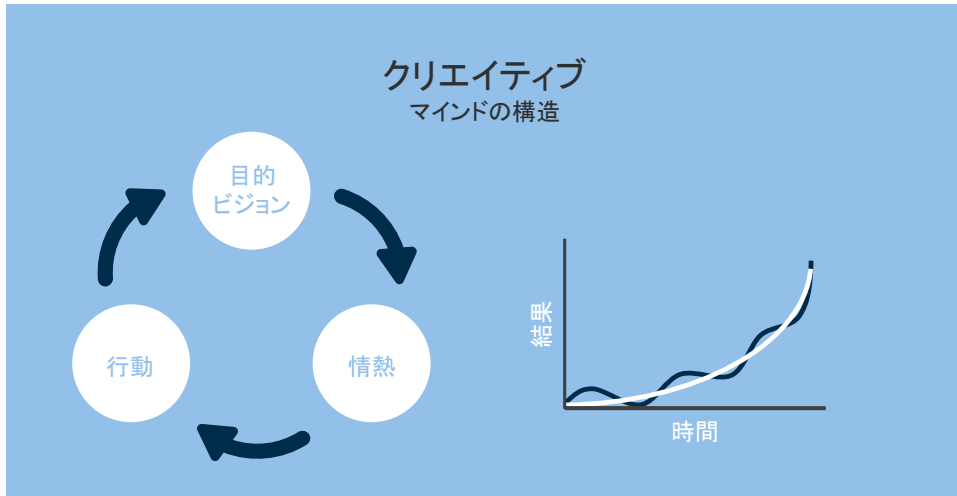 クリエイティブ
マインドの構造
目的
ビジョン
行動
情熱
結果
時間